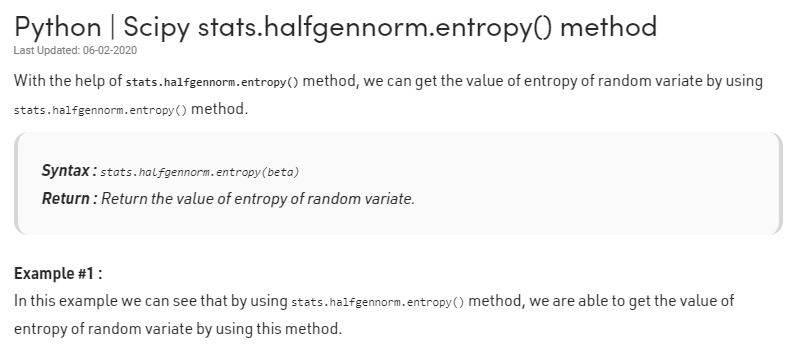 Python | Scipy stats.halfgennorm.entropy() method
Last Updated: 06-02-2020
With the help of stats.halfgennorm.entropy() method, we can get the value of entropy of random variate by using
stats.halfgennorm.entropy() method.
Syntax : stats.halfgennorm.entropy(beta)
Return : Return the value of entropy of random variate.
Example #1 :
In this example we can see that by using stats.halfgennorm.entropy() method, we are able to get the value of
entropy of random variate by using this method.